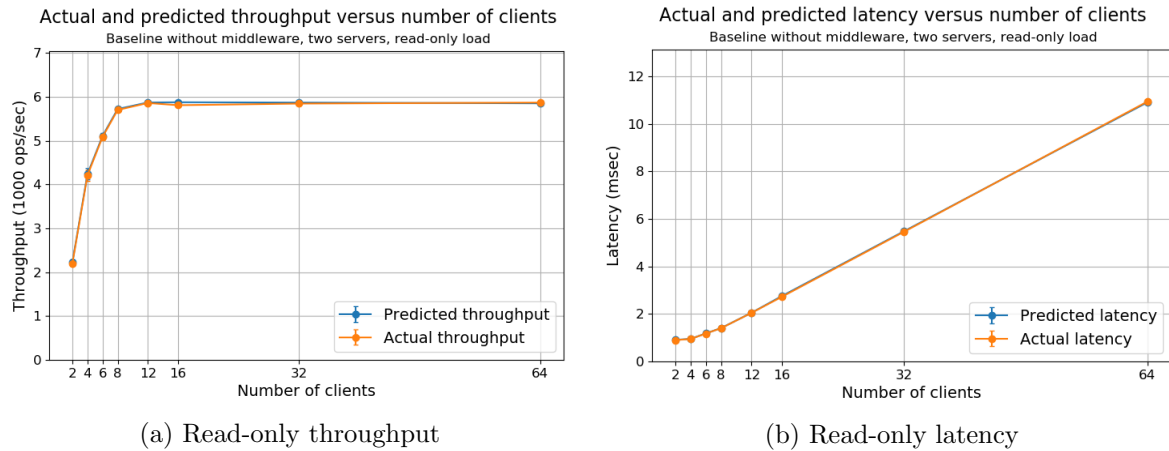 Actual and predicted throughput versus number of clients
Baseline without middleware, two servers, read-only load
Throughput (1000 ops/sec)
7
6
5
4
3
2
1
0
2 4 6 8 12 16 32 64
Number of clients
Predicted throughput
Actual throughput
(a) Read-only throughput
Actual and predicted latency versus number of clients
Baseline without middleware, two servers, read-only load
Latency (msec)
12
10
8
6
4
2
0
2 4 6 8 12 16 32 64
Number of clients
Predicted latency
Actual latency
(b) Read-only latency